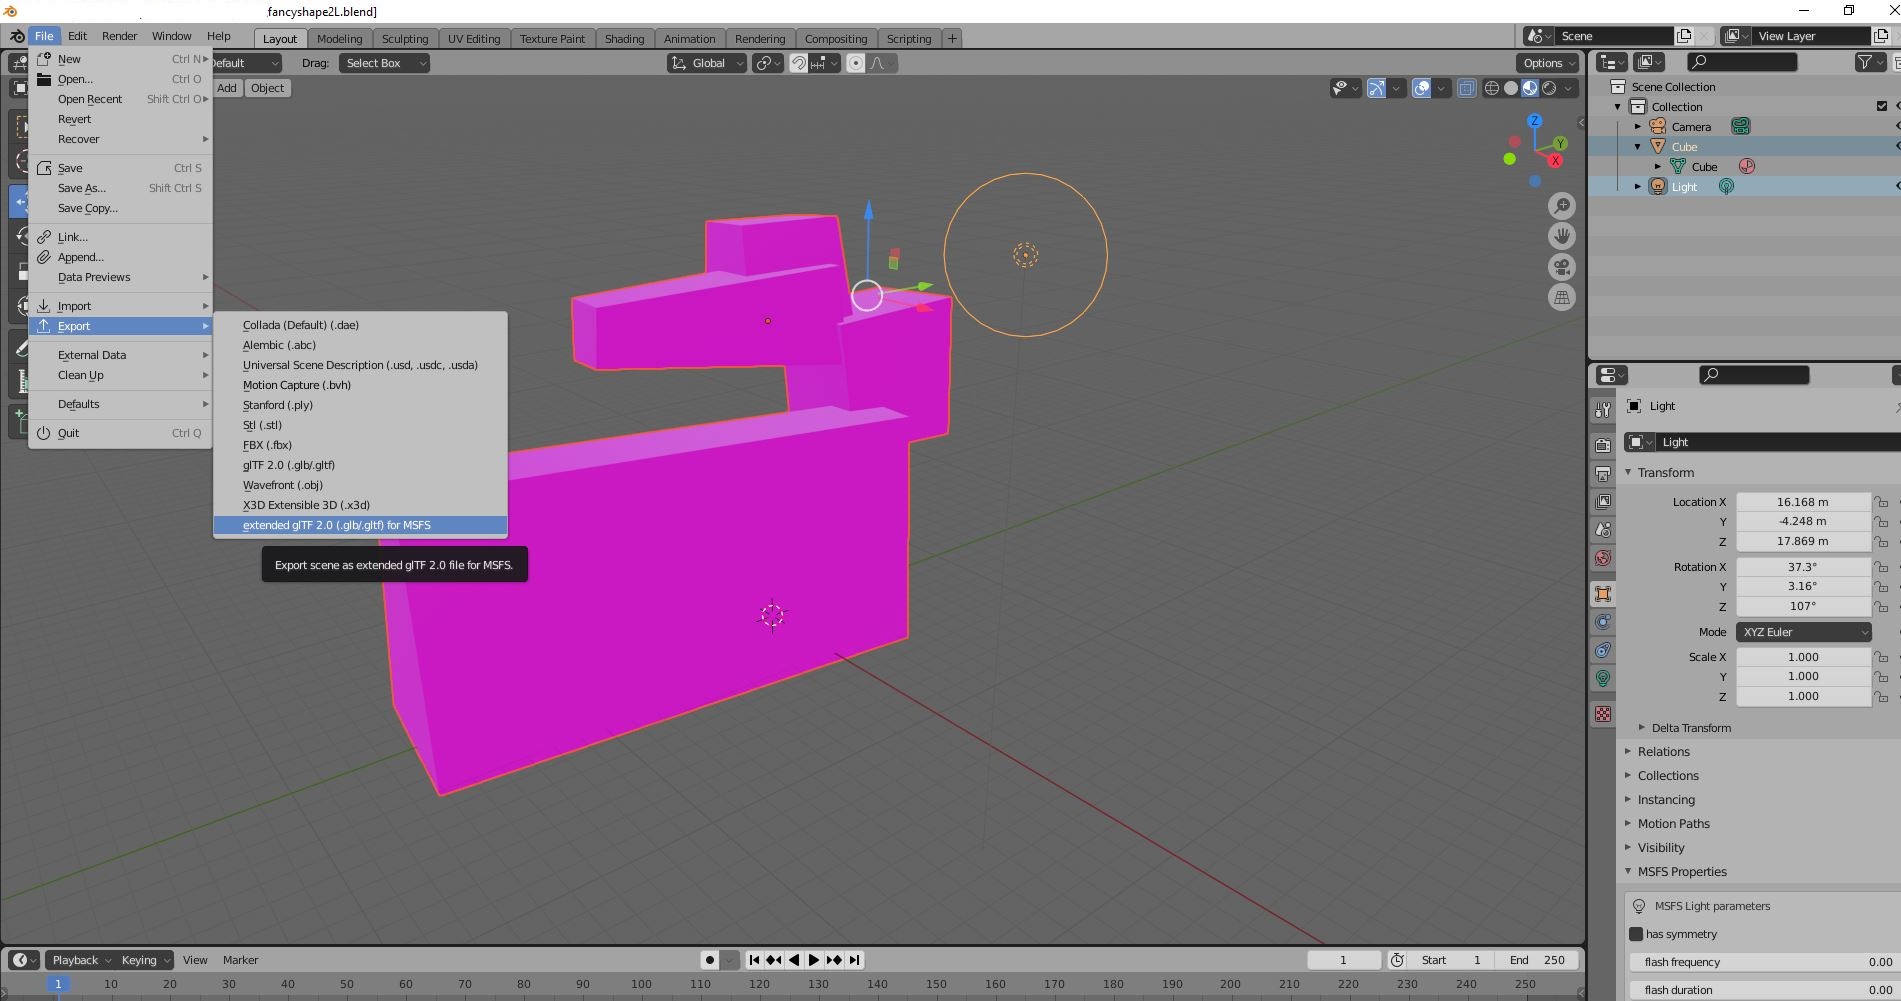 fancyshape2L.blend]
File Edit Render Window Help Layout Modeling Sculpting UV Editing Texture Paint Shading Animation Rendering Compositing Scripting + Scene View Layer
Default Drag: Select Box Global Options
Add Object
New Ctrl N
Open... Ctrl O
Open Recent Shift Ctrl O
Revert
Recover
Save Ctrl S
Save As... Shift Ctrl S
Save Copy...
Link...
Append...
Data Previews
Import
Export
External Data
Clean Up
Defaults
Quit Ctrl Q
Collada (Default) (.dae)
Alembic (.abc)
Universal Scene Description (.usd, .usdc, .usda)
Motion Capture (.bvh)
Stanford (.ply)
Stl (.stl)
FBX (.fbx)
glTF 2.0 (.glb/.gltf)
Wavefront (.obj)
X3D Extensible 3D (.x3d)
extended glTF 2.0 (.glb/.gltf) for MSFS
Export scene as extended glTF 2.0 file for MSFS.
Z
Y
X
Scene Collection
Collection
Camera
Cube
Cube
Light
Light
Light
Transform
Location X 16.168 m
Y -4.248 m
Z 17.869 m
Rotation X 37.3°
Y 3.16°
Z 107°
Mode XYZ Euler
Scale X 1.000
Y 1.000
Z 1.000
Delta Transform
Relations
Collections
Instancing
Motion Paths
Visibility
MSFS Properties
MSFS Light parameters
has symmetry
flash frequency 0.00
flash duration 0.00
Playback Keying View Marker 1 Start 1 End 250
1 10 20 30 40 50 60 70 80 90 100 110 120 130 140 150 160 170 180 190 200 210 220 230 240 250